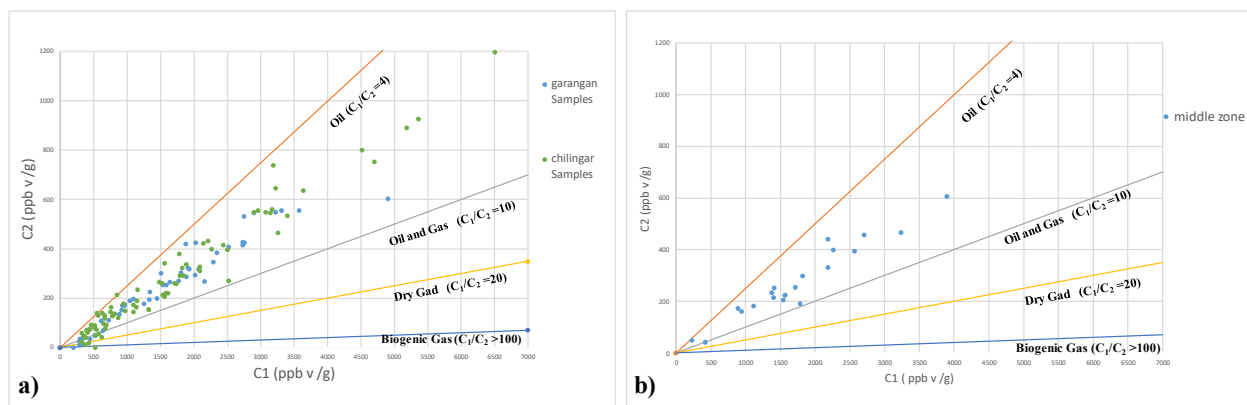 1200
1000
800
600
400
200
0
C2 (ppb v /g)
0 500 1000 1500 2000 2500 3000 3500 4000 4500 5000 5500 6000 6500 7000
C1 (ppb v /g)
Oil (C₁/C₂ =4)
Oil and Gas (C₁/C₂ =10)
Dry Gad (C₁/C₂ =20)
Biogenic Gas (C₁/C₂ >100)
garangan
Samples
chilingar
Samples
a)
1200
1000
800
600
400
200
0
C2 (ppb v /g)
0 500 1000 1500 2000 2500 3000 3500 4000 4500 5000 5500 6000 6500 7000
C1 ( ppb v /g)
Oil (C₁/C₂ =4)
Oil and Gas (C₁/C₂ =10)
Dry Gad (C₁/C₂ =20)
Biogenic Gas (C₁/C₂ >100)
middle zone
b)